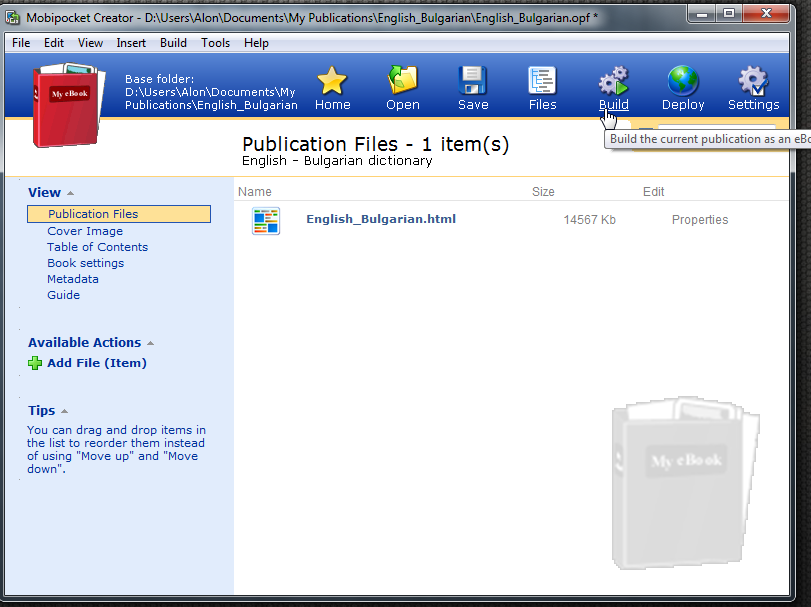 Mobipocket Creator - D:\Users\Alon\Documents\My Publications\English_Bulgarian\English_Bulgarian.opf *
File Edit View Insert Build Tools Help
My eBook
Base folder:
D:\Users\Alon\Documents\My
Publications\English_Bulgarian
Home Open Save Files Build Deploy Settings
Build the current publication as an eBo
Publication Files - 1 item(s)
English - Bulgarian dictionary
View
Publication Files
Cover Image
Table of Contents
Book settings
Metadata
Guide
Available Actions
Add File (Item)
Tips
You can drag and drop items in
the list to reorder them instead
of using "Move up" and "Move
down".
Name Size Edit
English_Bulgarian.html 14567 Kb Properties
My eBook